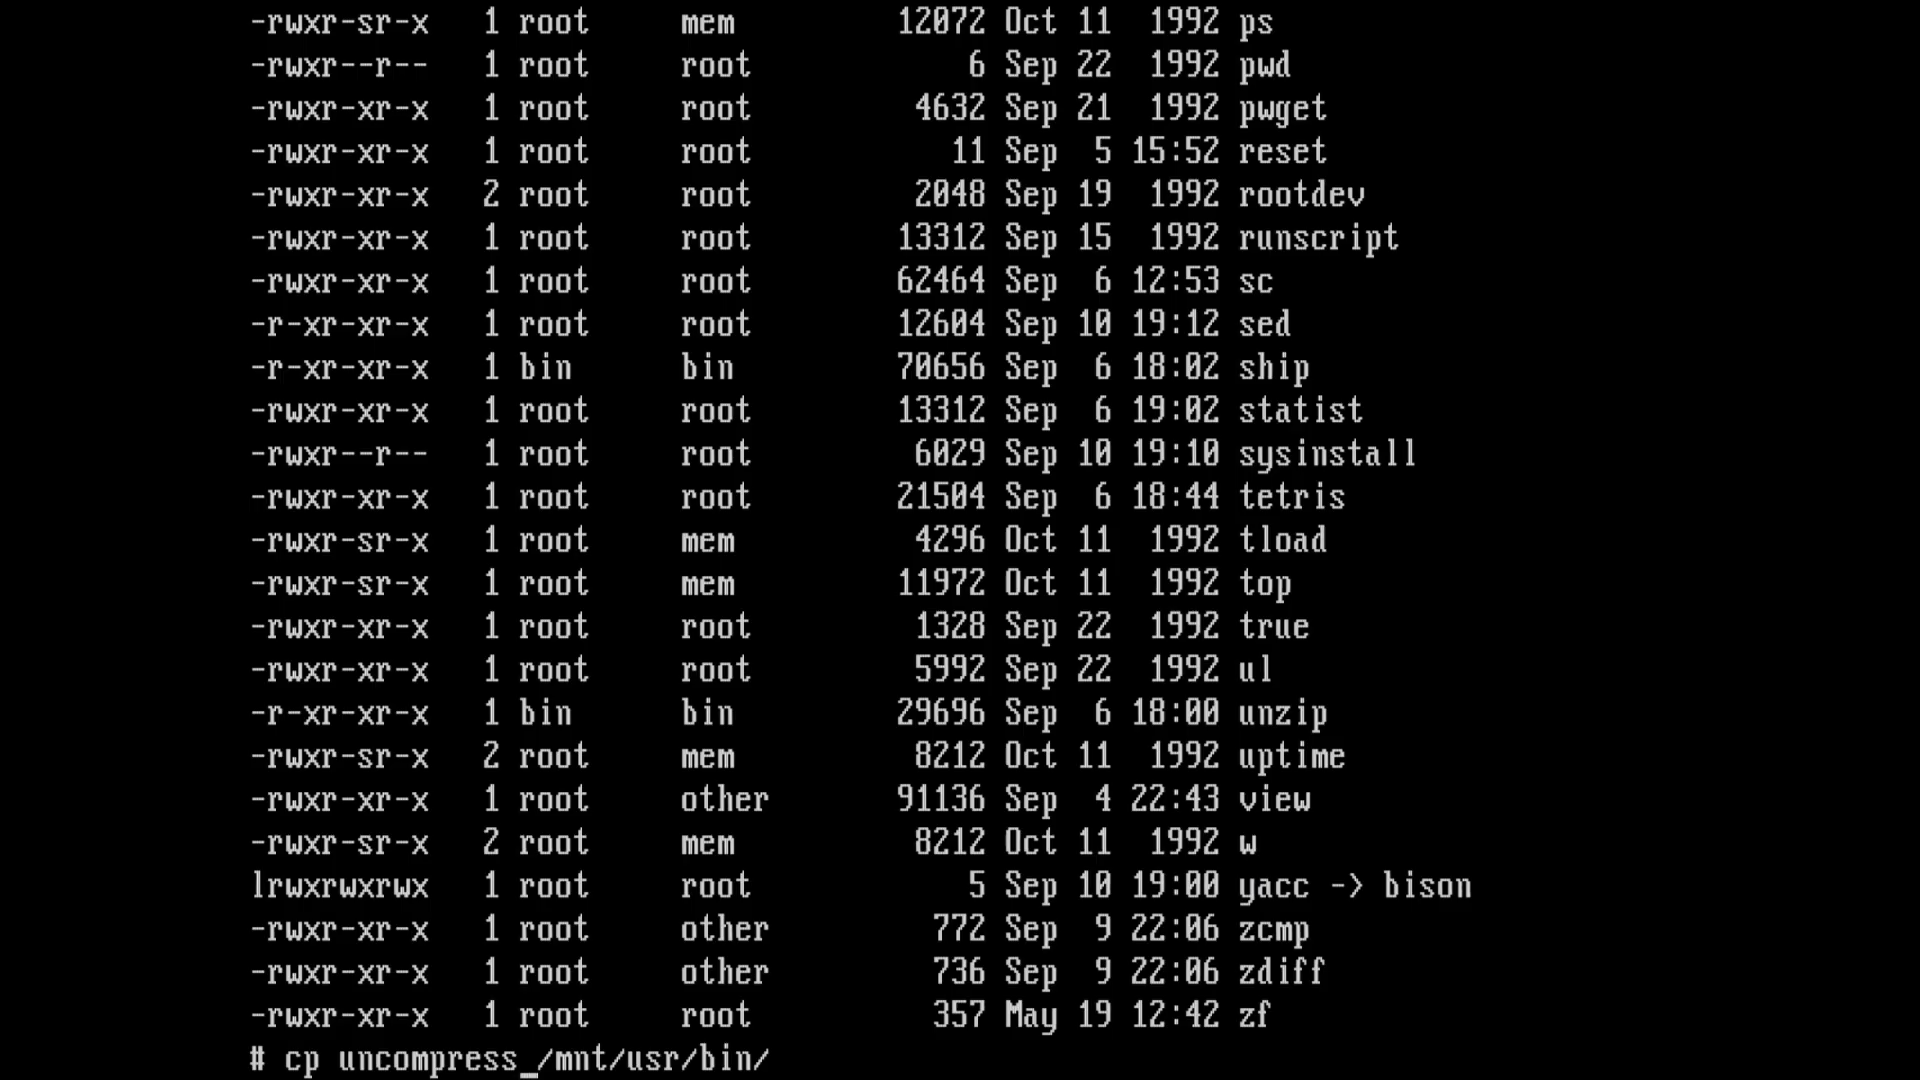 -rwxr-sr-x   1 root     mem         12072 Oct 11  1992 ps
-rwxr--r--   1 root     root            6 Sep 22  1992 pwd
-rwxr-xr-x   1 root     root         4632 Sep 21  1992 pwget
-rwxr-xr-x   1 root     root           11 Sep  5 15:52 reset
-rwxr-xr-x   2 root     root         2048 Sep 19  1992 rootdev
-rwxr-xr-x   1 root     root        13312 Sep 15  1992 runscript
-rwxr-xr-x   1 root     root        62464 Sep  6 12:53 sc
-r-xr-xr-x   1 root     root        12604 Sep 10 19:12 sed
-r-xr-xr-x   1 bin      bin         70656 Sep  6 18:02 ship
-rwxr-xr-x   1 root     root        13312 Sep  6 19:02 statist
-rwxr--r--   1 root     root         6029 Sep 10 19:10 sysinstall
-rwxr-xr-x   1 root     root        21504 Sep  6 18:44 tetris
-rwxr-sr-x   1 root     mem          4296 Oct 11  1992 tload
-rwxr-sr-x   1 root     mem         11972 Oct 11  1992 top
-rwxr-xr-x   1 root     root         1328 Sep 22  1992 true
-rwxr-xr-x   1 root     root         5992 Sep 22  1992 ul
-r-xr-xr-x   1 bin      bin         29696 Sep  6 18:00 unzip
-rwxr-sr-x   2 root     mem          8212 Oct 11  1992 uptime
-rwxr-xr-x   1 root     other       91136 Sep  4 22:43 view
-rwxr-sr-x   2 root     mem          8212 Oct 11  1992 w
lrwxrwxrwx   1 root     root            5 Sep 10 19:00 yacc -> bison
-rwxr-xr-x   1 root     other         772 Sep  9 22:06 zcmp
-rwxr-xr-x   1 root     other         736 Sep  9 22:06 zdiff
-rwxr-xr-x   1 root     root          357 May 19 12:42 zf
# cp uncompress_/mnt/usr/bin/